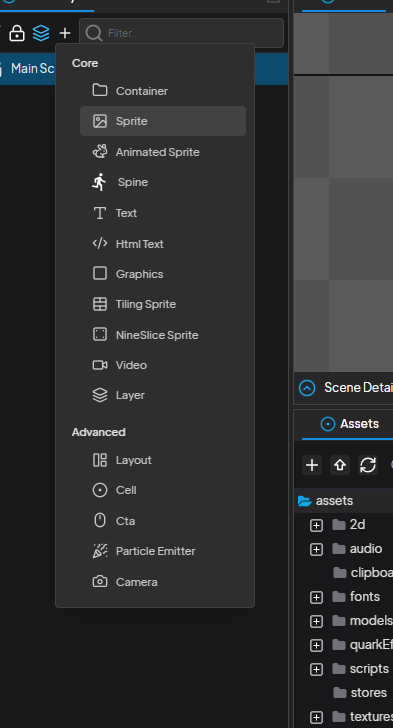 Filter...
Main Sc
Core
Container
Sprite
Animated Sprite
Spine
Text
Html Text
Graphics
Tiling Sprite
NineSlice Sprite
Video
Layer
Advanced
Layout
Cell
Cta
Particle Emitter
Camera
Scene Detai
Assets
assets
2d
audio
clipboa
fonts
models
quarkEf
scripts
stores
textures